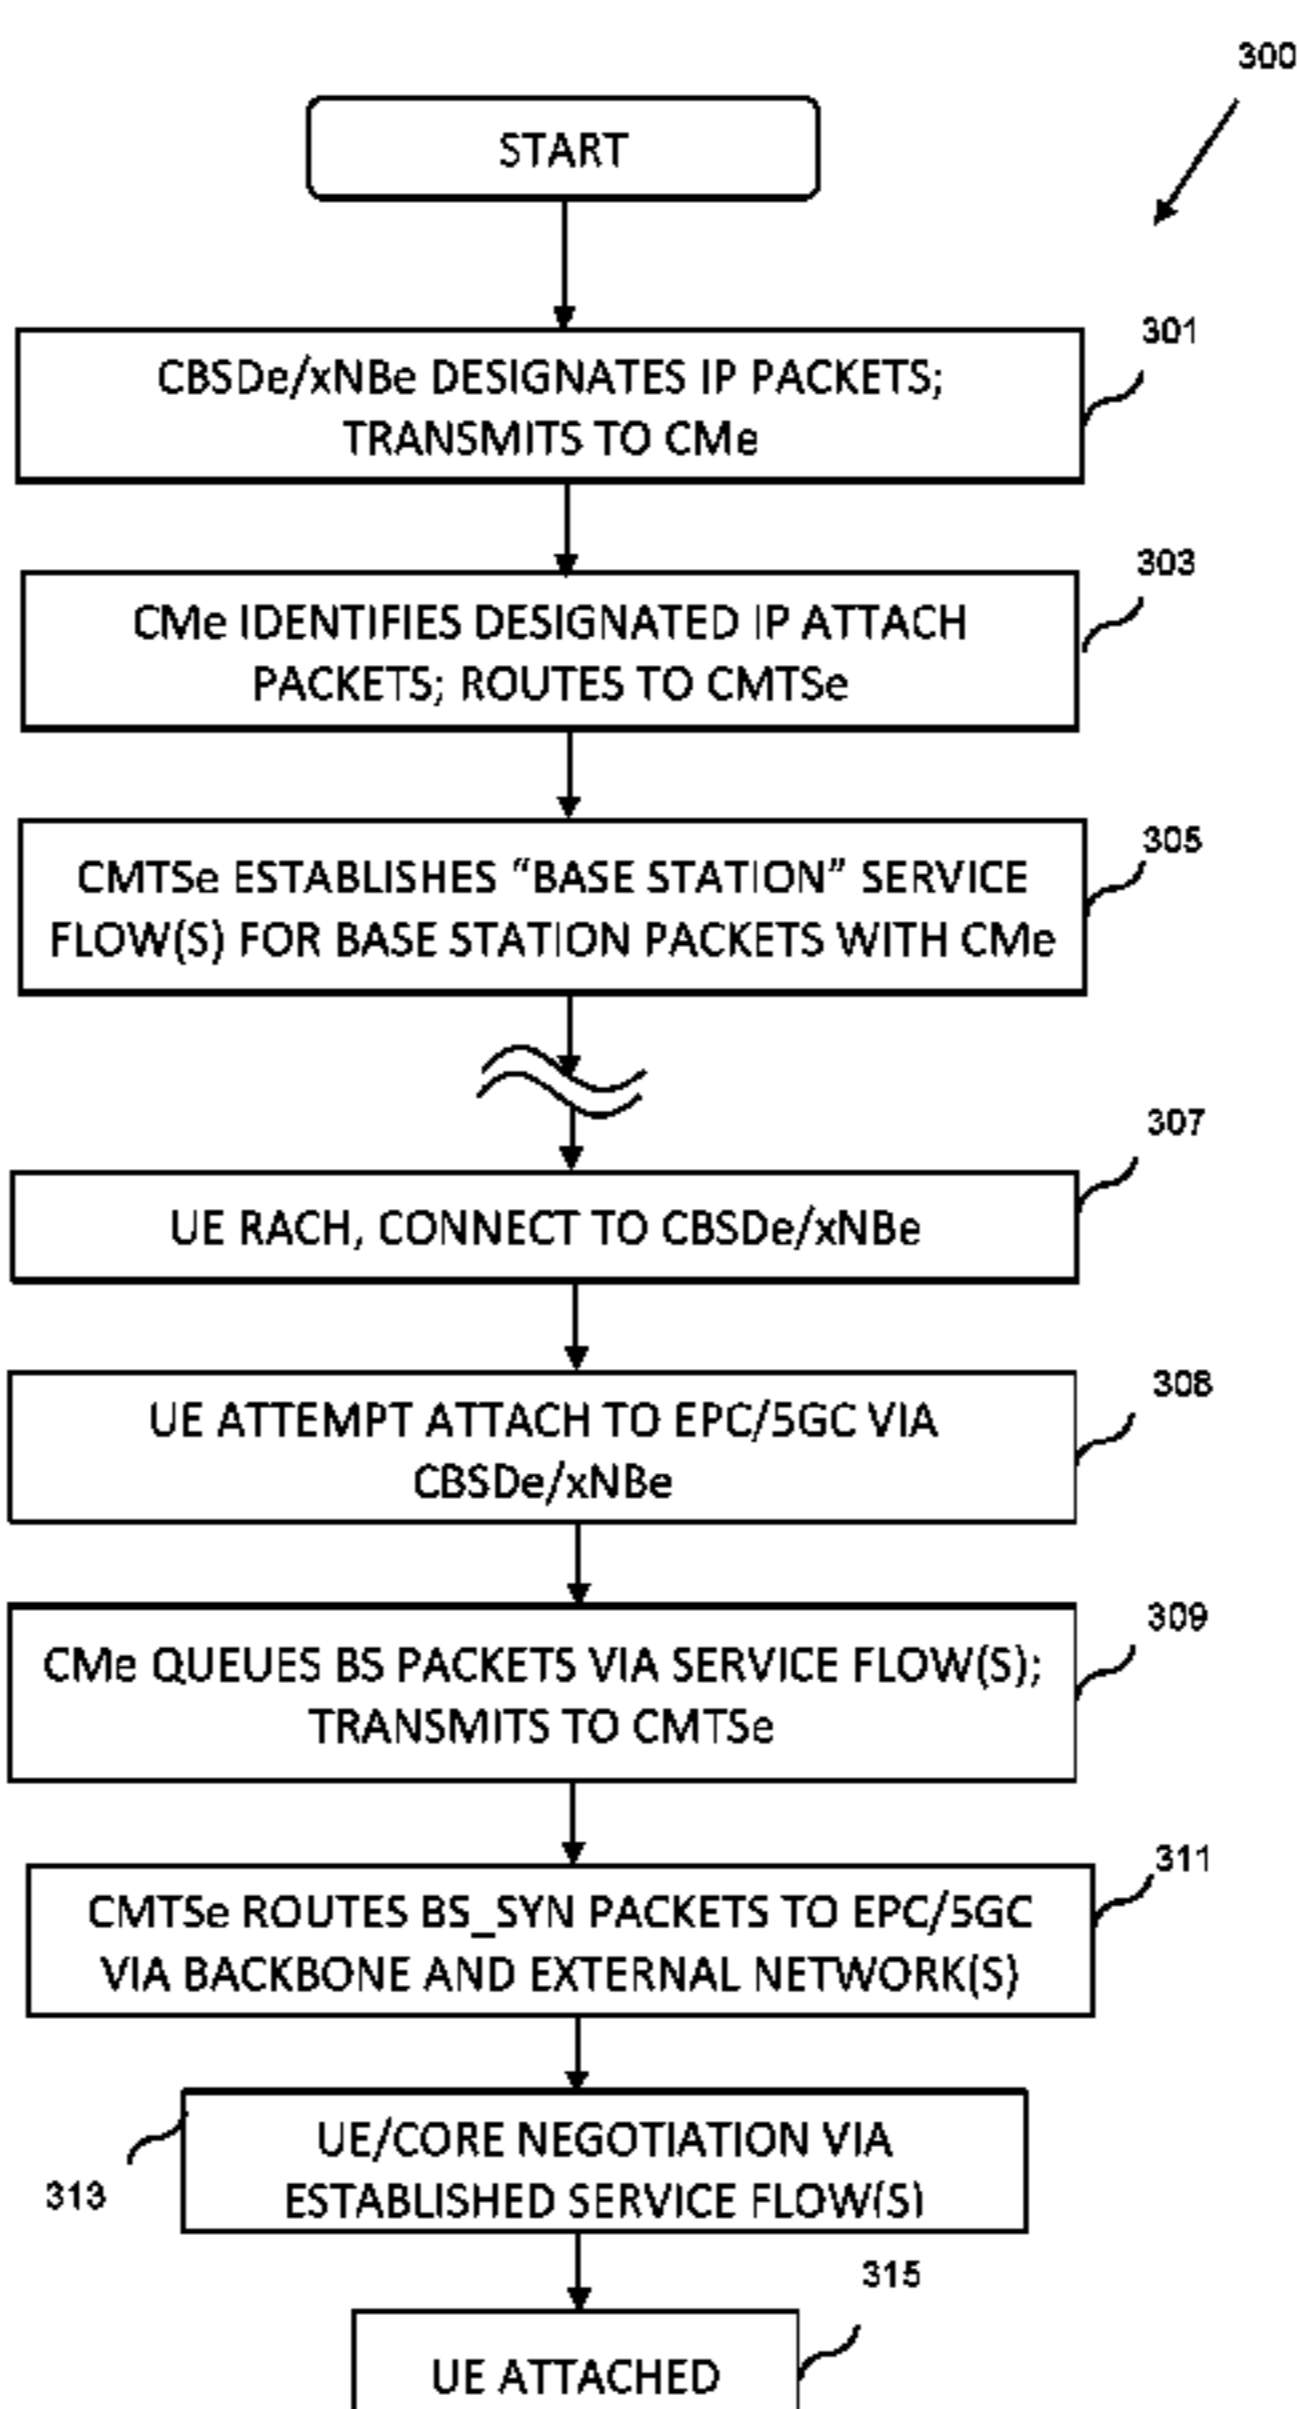 300
START
301
CBSDe/xNBe DESIGNATES IP PACKETS;
TRANSMITS TO CMe
303
CMe IDENTIFIES DESIGNATED IP ATTACH
PACKETS; ROUTES TO CMTSe
305
CMTSe ESTABLISHES “BASE STATION” SERVICE
FLOW(S) FOR BASE STATION PACKETS WITH CMe
307
UE RACH, CONNECT TO CBSDe/xNBe
308
UE ATTEMPT ATTACH TO EPC/5GC VIA
CBSDe/xNBe
309
CMe QUEUES BS PACKETS VIA SERVICE FLOW(S);
TRANSMITS TO CMTSe
311
CMTSe ROUTES BS_SYN PACKETS TO EPC/5GC
VIA BACKBONE AND EXTERNAL NETWORK(S)
UE/CORE NEGOTIATION VIA
ESTABLISHED SERVICE FLOW(S)
313
315
UE ATTACHED